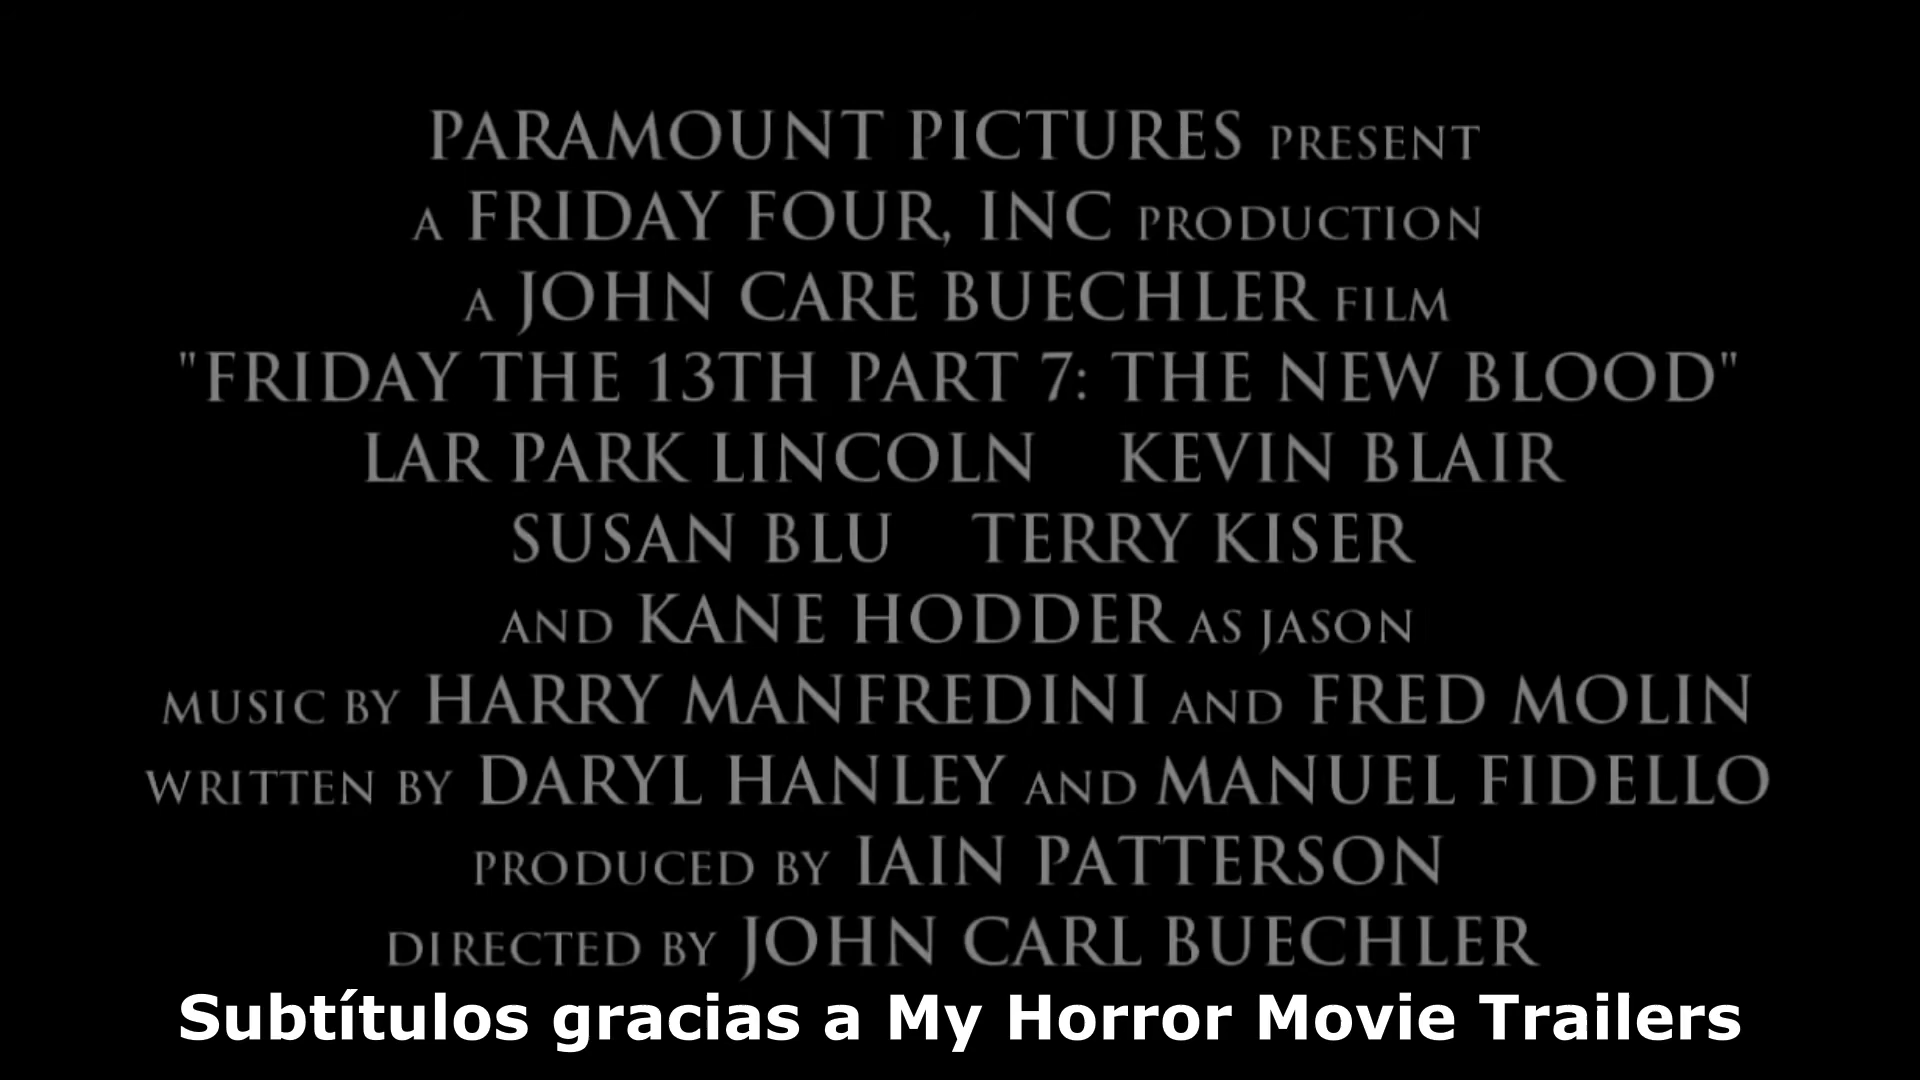 PARAMOUNT PICTURES PRESENT
A FRIDAY FOUR, INC PRODUCTION
A JOHN CARE BUECHLER FILM
"FRIDAY THE 13TH PART 7: THE NEW BLOOD"
LAR PARK LINCOLN KEVIN BLAIR
SUSAN BLU TERRY KISER
AND KANE HODDER AS JASON
MUSIC BY HARRY MANFREDINI AND FRED MOLIN
WRITTEN BY DARYL HANLEY AND MANUEL FIDELLO
PRODUCED BY IAIN PATTERSON
DIRECTED BY JOHN CARL BUECHLER
Subtítulos gracias a My Horror Movie Trailers